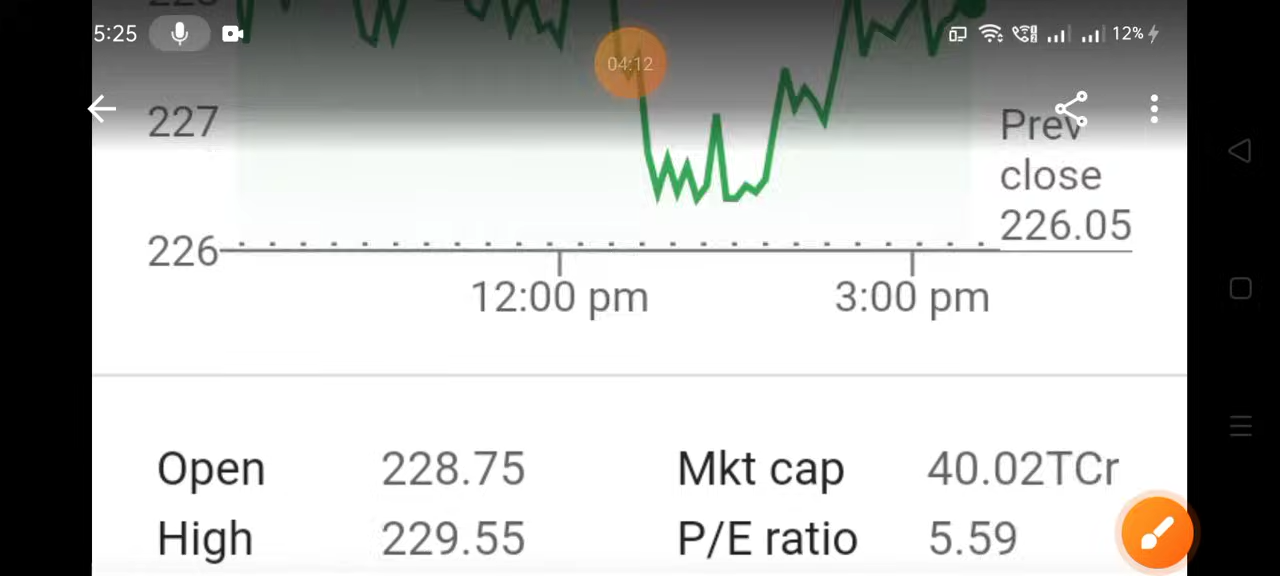 5:25
12%
04:12
227
Prev
close
226.05
226
12:00 pm
3:00 pm
Open 228.75 Mkt cap 40.02TCr
High 229.55 P/E ratio 5.59